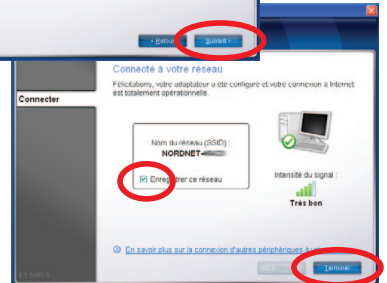 < Retour
Suivant >
Connecté à votre réseau
Félicitations, votre adaptateur a été configuré et votre connexion à Internet
est totalement opérationnelle.
Connecter
Nom du réseau (SSID) :
NORDNET-
Enregistrer ce réseau
Intensité du signal :
Très bon
En savoir plus sur la connexion d'autres périphériques à
Terminer